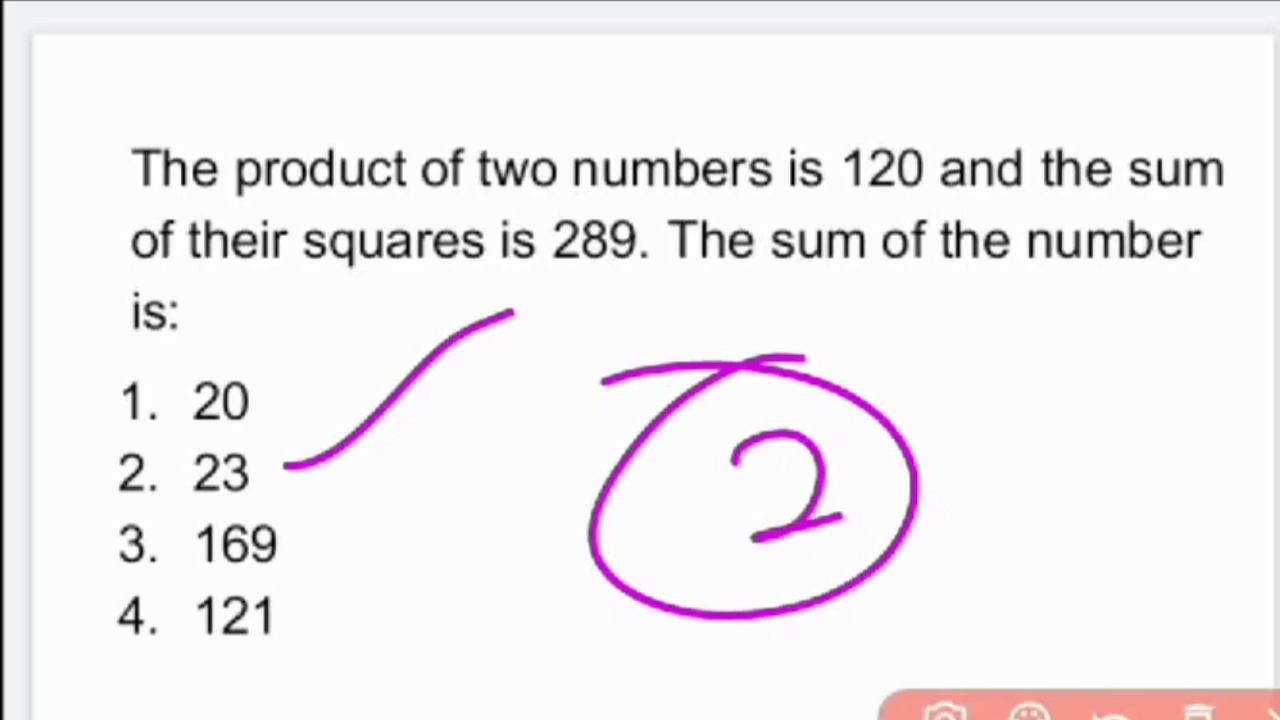 The product of two numbers is 120 and the sum
of their squares is 289. The sum of the number
is:
1. 20
2. 23
3. 169
4. 121
2